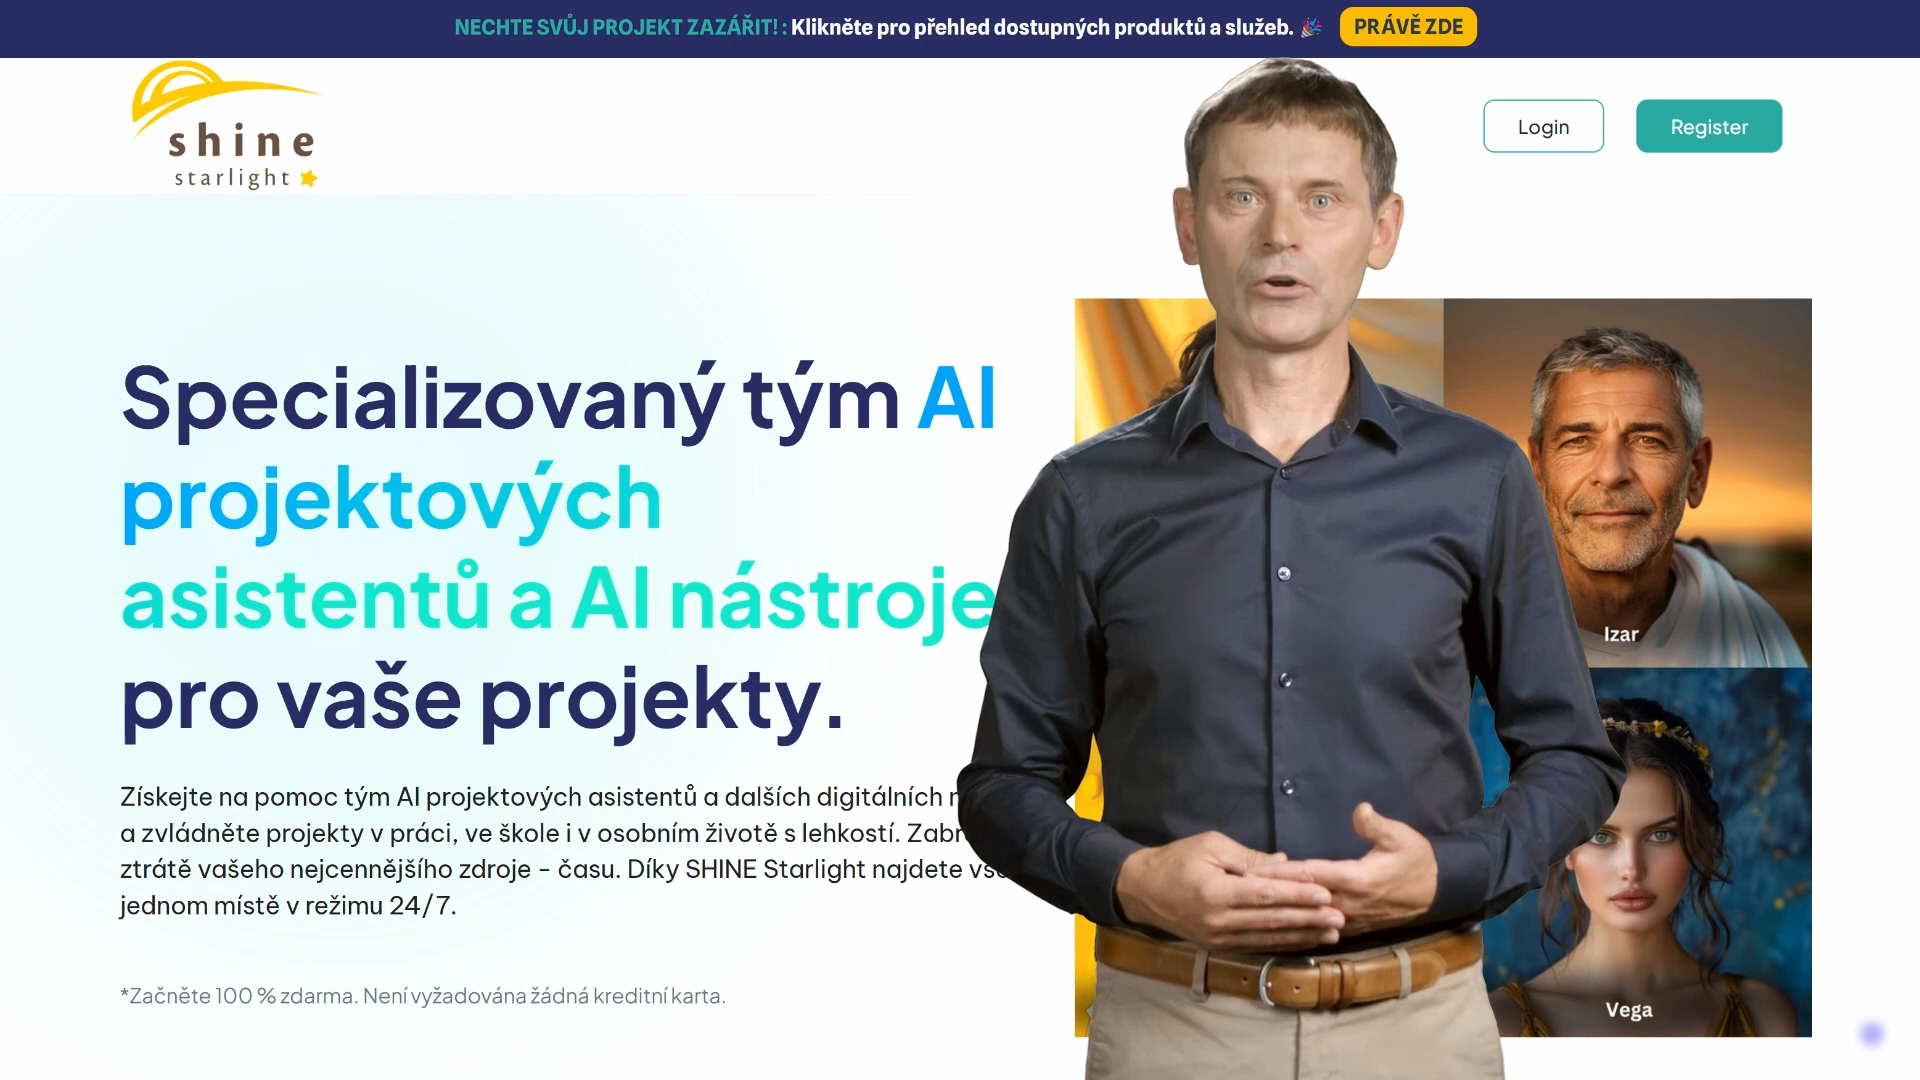 NECHTE SVŮJ PROJEKT ZAZÁŘIT! : Klikněte pro přehled dostupných produktů a služeb. 🎉 PRÁVĚ ZDE
shine
starlight
Login
Register
Specializovaný tým AI
projektových
asistentů a AI nástroje
pro vaše projekty.
Získejte na pomoc tým AI projektových asistentů a dalších digitálních
a zvládněte projekty v práci, ve škole i v osobním životě s lehkostí.
ztrátě vašeho nejcennějšího zdroje - času. Díky SHINE Starlight najdete
jednom místě v režimu 24/7.
*Začněte 100 % zdarma. Není vyžadována žádná kreditní karta.
Izar
Vega